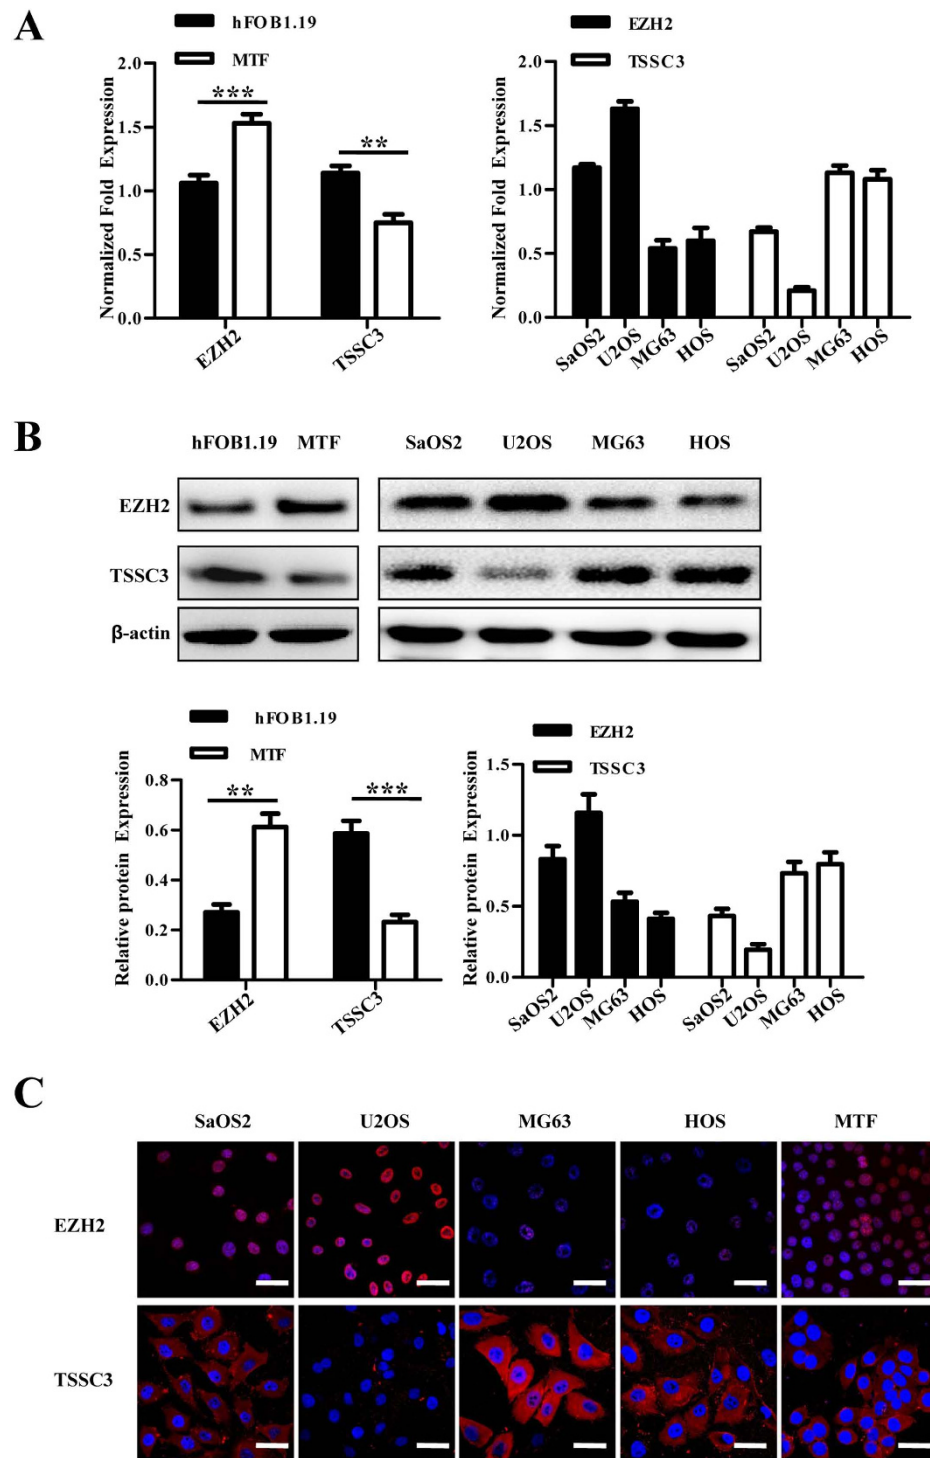 A
hFOB1.19
MTF
Normalized Fold Expression
2.0
1.5
1.0
0.5
0.0
***
**
EZH2
TSSC3
EZH2
TSSC3
Normalized Fold Expression
2.0
1.5
1.0
0.5
0.0
SaOS2
U2OS
MG63
HOS
SaOS2
U2OS
MG63
HOS
B
hFOB1.19 MTF SaOS2 U2OS MG63 HOS
EZH2
TSSC3
β-actin
hFOB1.19
MTF
Relative protein Expression
0.8
0.6
0.4
0.2
0.0
**
***
EZH2
TSSC3
EZH2
TSSC3
Relative protein Expression
1.5
1.0
0.5
0.0
SaOS2
U2OS
MG63
HOS
SaOS2
U2OS
MG63
HOS
C
SaOS2 U2OS MG63 HOS MTF
EZH2
TSSC3